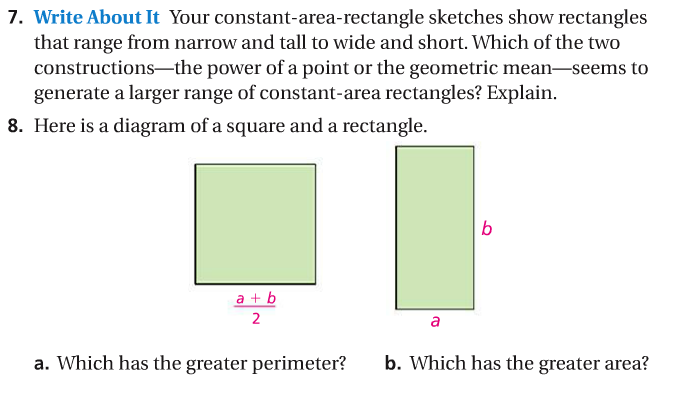 7. Write About It Your constant-area-rectangle sketches show rectangles
that range from narrow and tall to wide and short. Which of the two
constructions—the power of a point or the geometric mean—seems to
generate a larger range of constant-area rectangles? Explain.
8. Here is a diagram of a square and a rectangle.
b
a + b
2
a
a. Which has the greater perimeter? b. Which has the greater area?